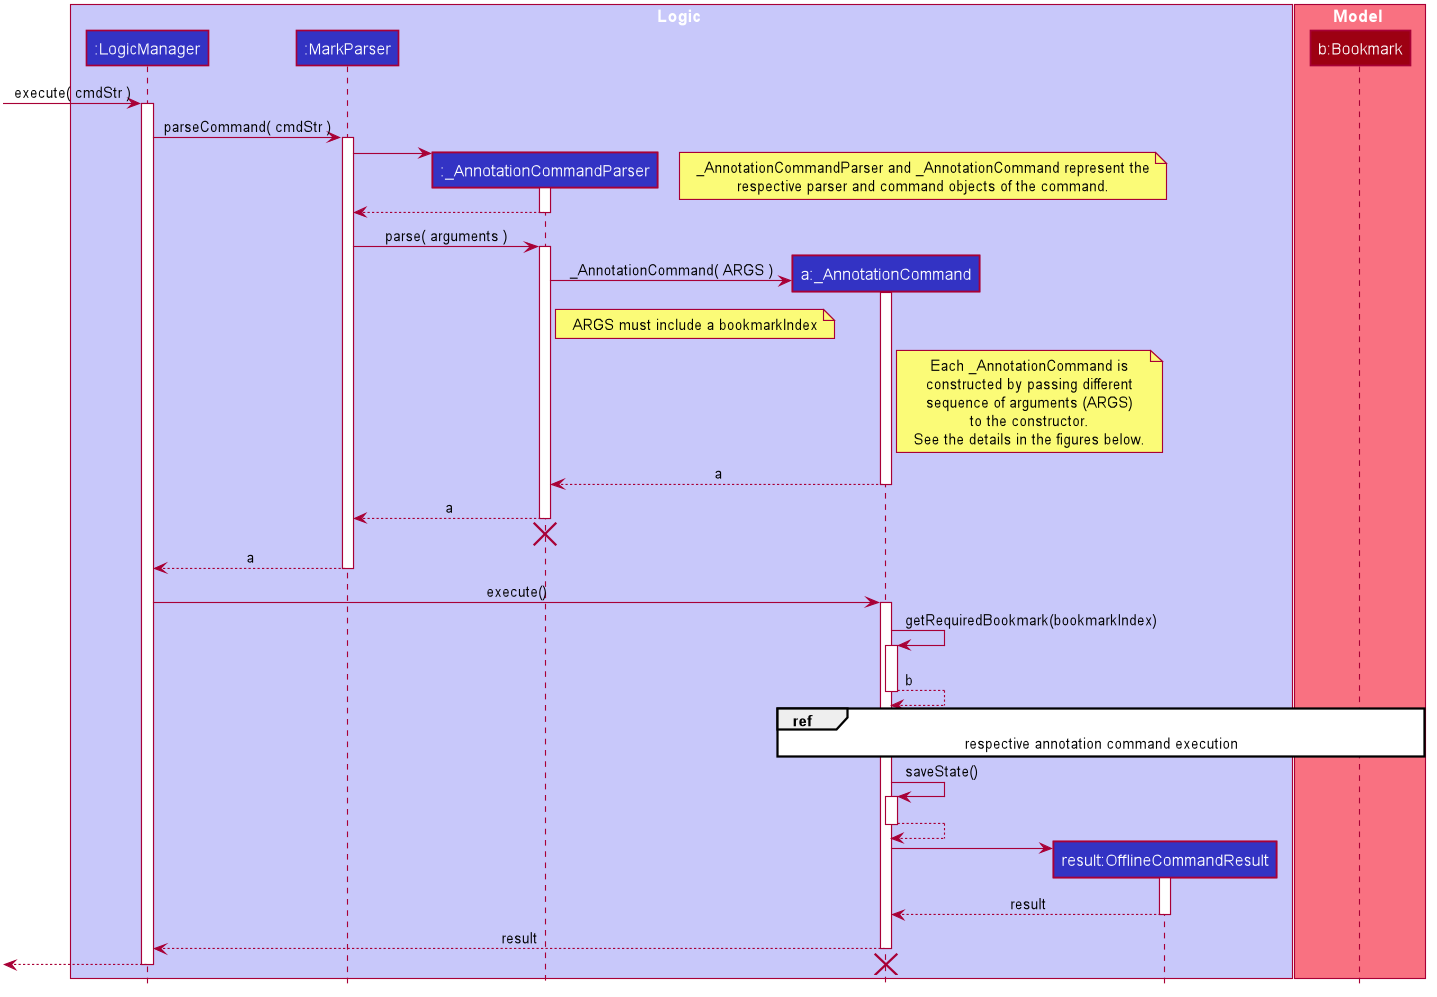 Logic
Model
:LogicManager
:MarkParser
b:Bookmark
execute( cmdStr )
parseCommand( cmdStr )
:_AnnotationCommandParser
_AnnotationCommandParser and _AnnotationCommand represent the
respective parser and command objects of the command.
parse( arguments )
_AnnotationCommand( ARGS )
a:_AnnotationCommand
ARGS must include a bookmarkIndex
Each _AnnotationCommand is
constructed by passing different
sequence of arguments (ARGS)
to the constructor.
See the details in the figures below.
a
a
a
execute()
getRequiredBookmark(bookmarkIndex)
b
ref
respective annotation command execution
saveState()
result:OfflineCommandResult
result
result